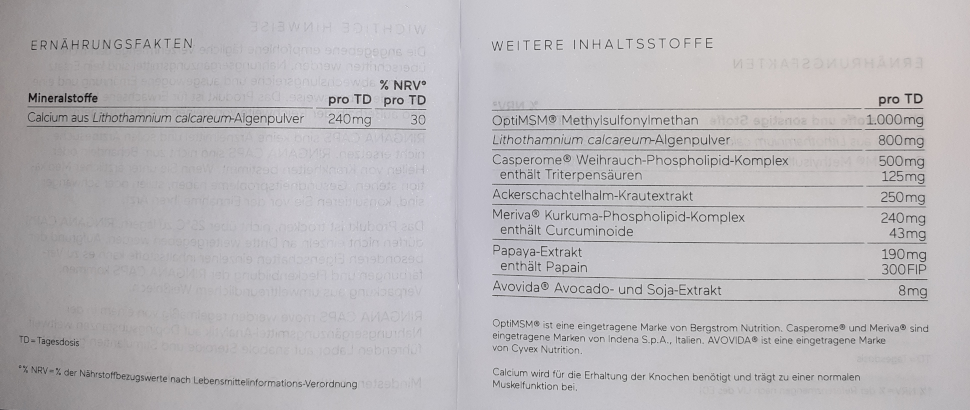 ERNÄHRUNGSFAKTEN
% NRV°
Mineralstoffe pro TD pro TD
Calcium aus Lithothamnium calcareum-Algenpulver 240mg 30
TD = Tagesdosis
°% NRV = % der Nährstoffbezugswerte nach Lebensmittelinformations-Verordnung
WEITERE INHALTSSTOFFE
pro TD
OptiMSM® Methylsulfonylmethan 1.000mg
Lithothamnium calcareum-Algenpulver 800mg
Casperome® Weihrauch-Phospholipid-Komplex 500mg
enthält Triterpensäuren 125mg
Ackerschachtelhalm-Krautextrakt 250mg
Meriva® Kurkuma-Phospholipid-Komplex 240mg
enthält Curcuminoide 43mg
Papaya-Extrakt 190mg
enthält Papain 300FIP
Avovida® Avocado- und Soja-Extrakt 8mg
OptiMSM® ist eine eingetragene Marke von Bergstrom Nutrition. Casperome® und Meriva® sind
eingetragene Marken von Indena S.p.A., Italien. AVOVIDA® ist eine eingetragene Marke
von Cyvex Nutrition.
Calcium wird für die Erhaltung der Knochen benötigt und trägt zu einer normalen
Muskelfunktion bei.